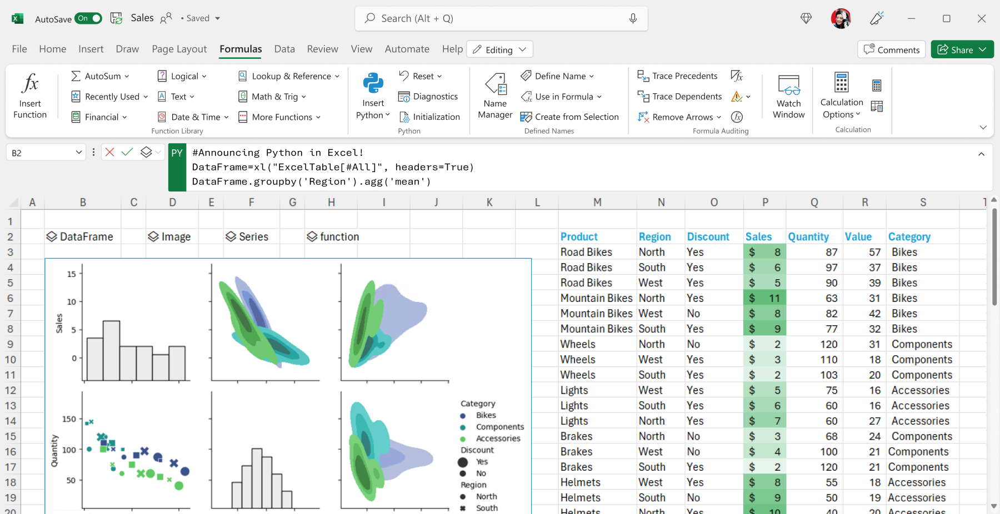 AutoSave On Sales • Saved
Search (Alt + Q)
File Home Insert Draw Page Layout Formulas Data Review View Automate Help Editing Comments Share
fx
Insert Function
AutoSum
Recently Used
Financial
Logical
Text
Date & Time
Lookup & Reference
Math & Trig
More Functions
Function Library
Insert Python
Reset
Diagnostics
Initialization
Python
Name Manager
Define Name
Use in Formula
Create from Selection
Defined Names
Trace Precedents
Trace Dependents
Remove Arrows
Formula Auditing
Watch Window
Calculation Options
Calculation
B2
PY
#Announcing Python in Excel!
DataFrame=xl("ExcelTable[#All]", headers=True)
DataFrame.groupby('Region').agg('mean')
A B C D E F G H I J K L M N O P Q R S
1
2 DataFrame Image Series function Product Region Discount Sales Quantity Value Category
3 Road Bikes North Yes $ 8 87 57 Bikes
4 Road Bikes South Yes $ 6 97 37 Bikes
5 Road Bikes West Yes $ 5 90 39 Bikes
6 Mountain Bikes North Yes $ 11 63 31 Bikes
7 Mountain Bikes West No $ 8 82 42 Bikes
8 Mountain Bikes South Yes $ 9 77 32 Bikes
9 Wheels North No $ 2 120 31 Components
10 Wheels West Yes $ 3 110 18 Components
11 Wheels South Yes $ 2 103 20 Components
12 Lights West Yes $ 5 75 16 Accessories
13 Lights South Yes $ 6 60 16 Accessories
14 Lights North Yes $ 7 60 27 Accessories
15 Brakes North No $ 3 68 24 Components
16 Brakes West No $ 4 100 21 Components
17 Brakes South Yes $ 2 120 21 Components
18 Helmets West Yes $ 8 55 18 Accessories
19 Helmets South No $ 9 50 19 Accessories
20 Helmets North Yes $ 10 40 20 Accessories
Sales
15
10
5
0
Quantity
150
100
50
Category
Bikes
Components
Accessories
Discount
Yes
No
Region
North
South